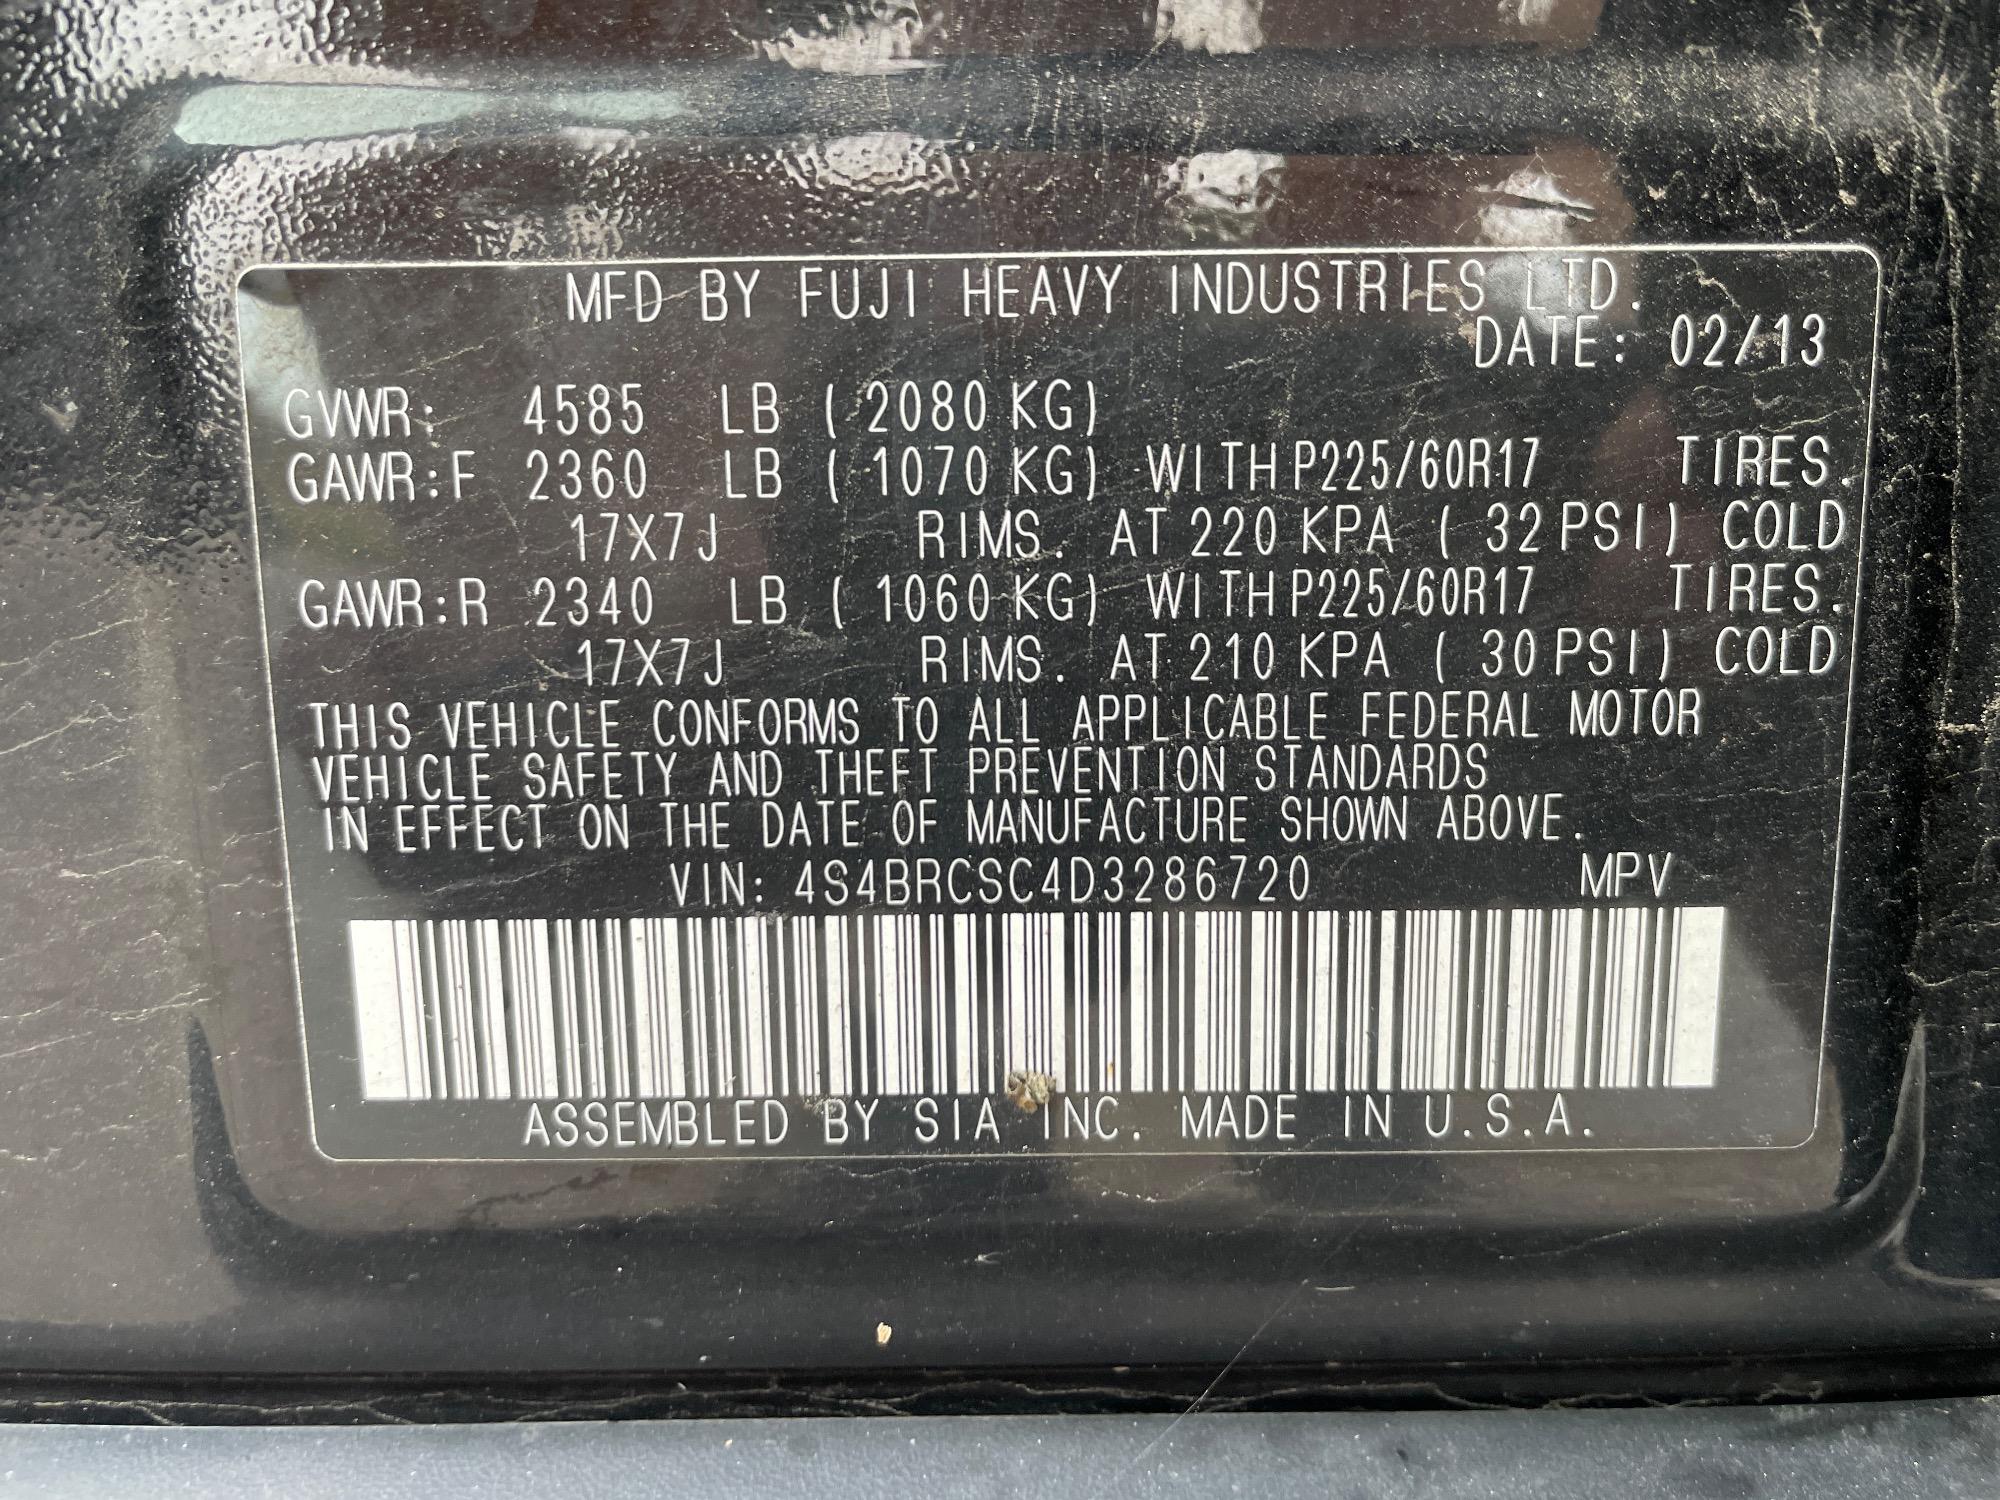 MFD BY FUJI HEAVY INDUSTRIES LTD.
DATE: 02/13
GVWR: 4585 LB ( 2080 KG)
GAWR:F 2360 LB ( 1070 KG) WITH P225/60R17 TIRES.
17X7J RIMS. AT 220 KPA ( 32 PSI) COLD
GAWR:R 2340 LB ( 1060 KG) WITH P225/60R17 TIRES.
17X7J RIMS. AT 210 KPA ( 30 PSI) COLD
THIS VEHICLE CONFORMS TO ALL APPLICABLE FEDERAL MOTOR
VEHICLE SAFETY AND THEFT PREVENTION STANDARDS
IN EFFECT ON THE DATE OF MANUFACTURE SHOWN ABOVE.
VIN: 4S4BRCSC4D3286720 MPV
ASSEMBLED BY SIA INC. MADE IN U.S.A.